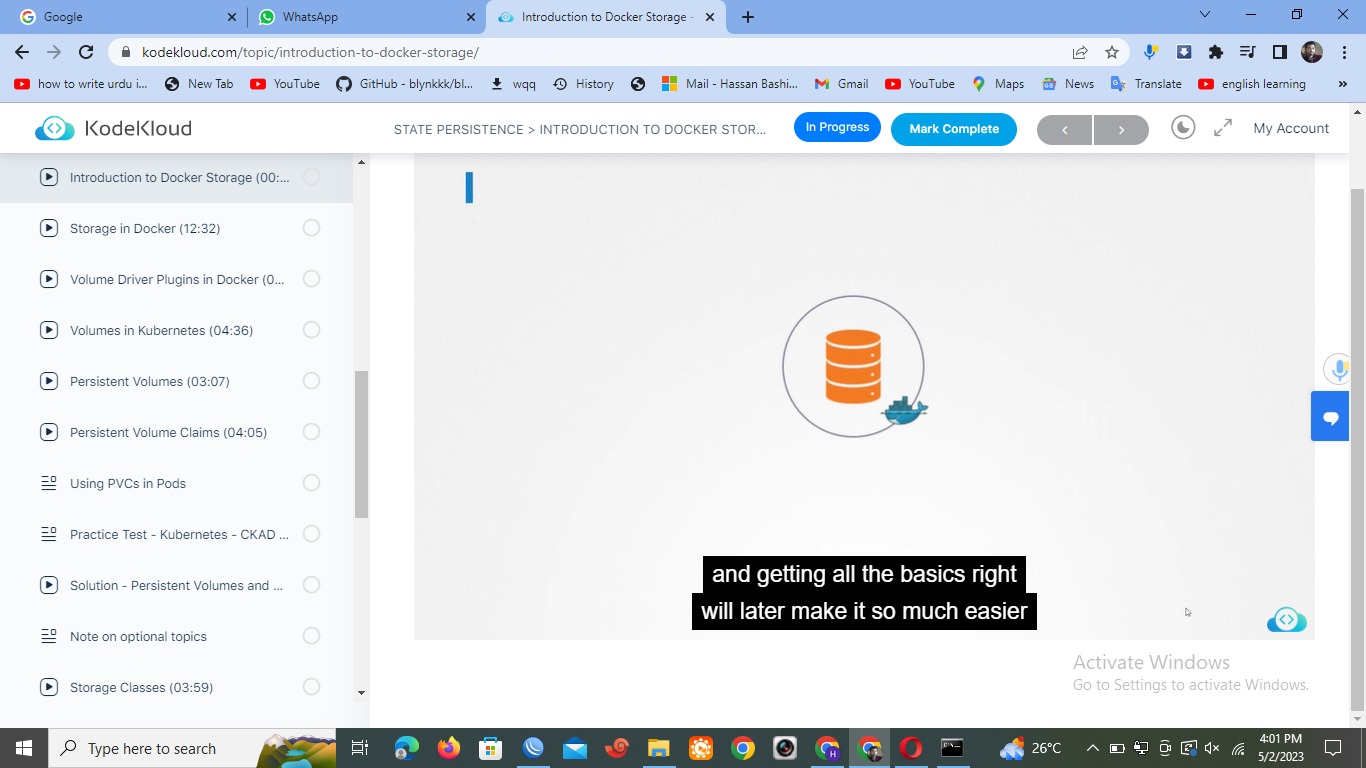 Google
WhatsApp
Introduction to Docker Storage -
kodekloud.com/topic/introduction-to-docker-storage/
how to write urdu i...
New Tab
YouTube
GitHub - blynkkk/bl...
wqq
History
Mail - Hassan Bashi...
Gmail
YouTube
Maps
News
Translate
english learning
KodeKloud
STATE PERSISTENCE > INTRODUCTION TO DOCKER STOR...
In Progress
Mark Complete
My Account
Introduction to Docker Storage (00:...
Storage in Docker (12:32)
Volume Driver Plugins in Docker (0...
Volumes in Kubernetes (04:36)
Persistent Volumes (03:07)
Persistent Volume Claims (04:05)
Using PVCs in Pods
Practice Test - Kubernetes - CKAD ...
Solution - Persistent Volumes and ...
Note on optional topics
Storage Classes (03:59)
and getting all the basics right
will later make it so much easier
Activate Windows
Go to Settings to activate Windows.
Type here to search
26°C
4:01 PM
5/2/2023